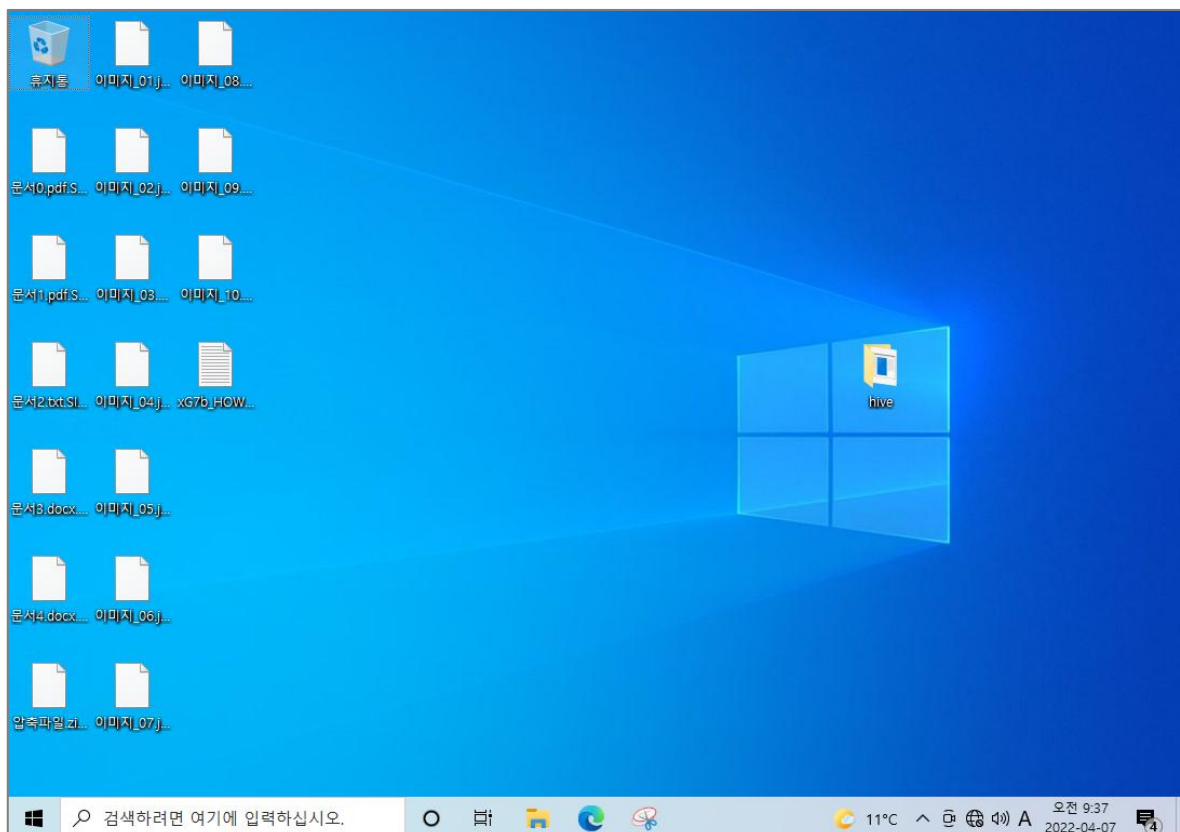 휴지통 이미지_01.j... 이미지_08....
문서0.pdf.S... 이미지_02.j... 이미지_09....
문서1.pdf.S... 이미지_03.... 이미지_10....
문서2.txt.SI... 이미지_04.j... xG7b_HOW...
hive
문서3.docx.... 이미지_05.j...
문서4.docx.... 이미지_06.j...
압축파일.zi... 이미지_07.j...
검색하려면 여기에 입력하십시오. 11°C A 오전 9:37
2022-04-07 4